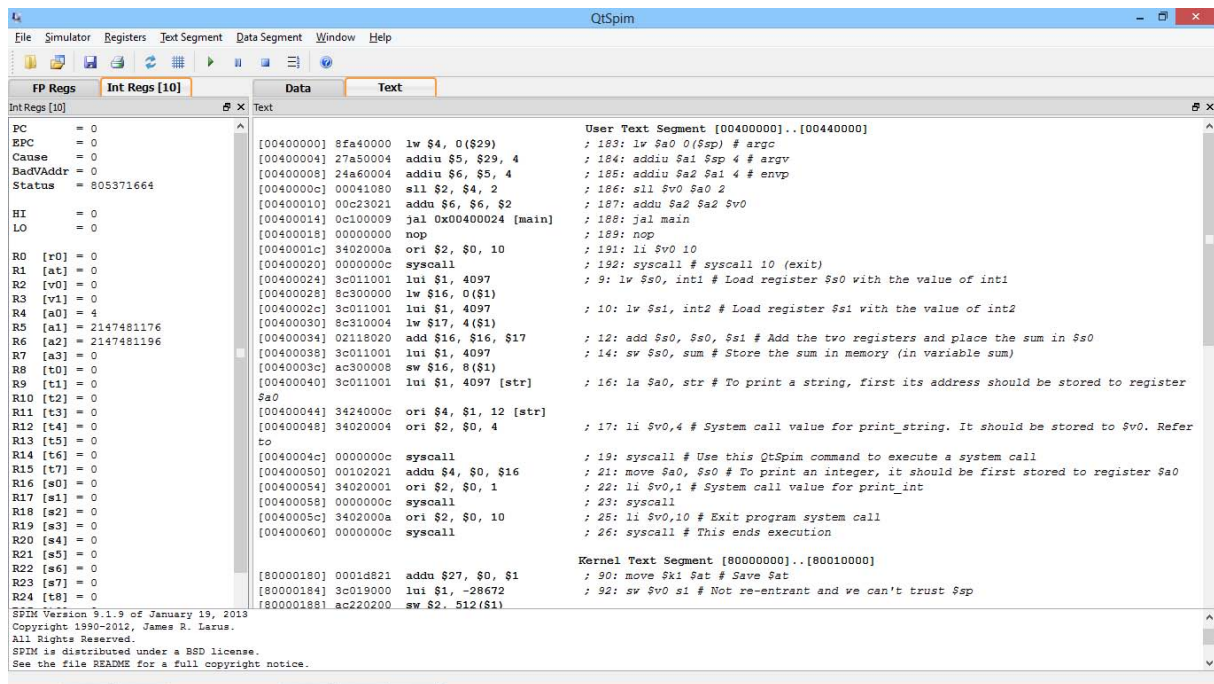 QtSpim
File Simulator Registers Text Segment Data Segment Window Help
FP Regs Int Regs [10] Data Text
Int Regs [10]
PC = 0
EPC = 0
Cause = 0
BadVAddr = 0
Status = 805371664
HI = 0
LO = 0
R0 [r0] = 0
R1 [at] = 0
R2 [v0] = 0
R3 [v1] = 0
R4 [a0] = 4
R5 [a1] = 2147481176
R6 [a2] = 2147481196
R7 [a3] = 0
R8 [t0] = 0
R9 [t1] = 0
R10 [t2] = 0
R11 [t3] = 0
R12 [t4] = 0
R13 [t5] = 0
R14 [t6] = 0
R15 [t7] = 0
R16 [s0] = 0
R17 [s1] = 0
R18 [s2] = 0
R19 [s3] = 0
R20 [s4] = 0
R21 [s5] = 0
R22 [s6] = 0
R23 [s7] = 0
R24 [t8] = 0
Text
User Text Segment [00400000]..[00440000]
[00400000] 8fa40000 lw $4, 0($29) ; 183: lw $a0 0($sp) # argc
[00400004] 27a50004 addiu $5, $29, 4 ; 184: addiu $a1 $sp 4 # argv
[00400008] 24a60004 addiu $6, $5, 4 ; 185: addiu $a2 $a1 4 # envp
[0040000c] 00041080 sll $2, $4, 2 ; 186: sll $v0 $a0 2
[00400010] 00c23021 addu $6, $6, $2 ; 187: addu $a2 $a2 $v0
[00400014] 0c100009 jal 0x00400024 [main] ; 188: jal main
[00400018] 00000000 nop ; 189: nop
[0040001c] 3402000a ori $2, $0, 10 ; 191: li $v0 10
[00400020] 0000000c syscall ; 192: syscall # syscall 10 (exit)
[00400024] 3c011001 lui $1, 4097 ; 9: lw $s0, int1 # Load register $s0 with the value of int1
[00400028] 8c300000 lw $16, 0($1)
[0040002c] 3c011001 lui $1, 4097 ; 10: lw $s1, int2 # Load register $s1 with the value of int2
[00400030] 8c310004 lw $17, 4($1)
[00400034] 02118020 add $16, $16, $17 ; 12: add $s0, $s0, $s1 # Add the two registers and place the sum in $s0
[00400038] 3c011001 lui $1, 4097 ; 14: sw $s0, sum # Store the sum in memory (in variable sum)
[0040003c] ac300008 sw $16, 8($1)
[00400040] 3c011001 lui $1, 4097 [str] ; 16: la $a0, str # To print a string, first its address should be stored to register
$a0
[00400044] 3424000c ori $4, $1, 12 [str]
[00400048] 34020004 ori $2, $0, 4 ; 17: li $v0,4 # System call value for print_string. It should be stored to $v0. Refer
to
[0040004c] 0000000c syscall ; 19: syscall # Use this QtSpim command to execute a system call
[00400050] 00102021 addu $4, $0, $16 ; 21: move $a0, $s0 # To print an integer, it should be first stored to register $a0
[00400054] 34020001 ori $2, $0, 1 ; 22: li $v0,1 # System call value for print_int
[00400058] 0000000c syscall ; 23: syscall
[0040005c] 3402000a ori $2, $0, 10 ; 25: li $v0,10 # Exit program system call
[00400060] 0000000c syscall ; 26: syscall # This ends execution
Kernel Text Segment [80000000]..[80010000]
[80000180] 0001d821 addu $27, $0, $1 ; 90: move $k1 $at # Save $at
[80000184] 3c019000 lui $1, -28672 ; 92: sw $v0 s1 # Not re-entrant and we can't trust $sp
[80000188] ac220200 sw $2, 512($1)
SPIM Version 9.1.9 of January 19, 2013
Copyright 1990-2012, James R. Larus.
All Rights Reserved.
SPIM is distributed under a BSD license.
See the file README for a full copyright notice.